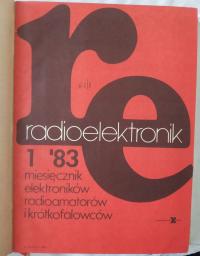 re
radioelektronik
1 '83
miesięcznik
elektroników
radioamatorów
i krótkofalowców